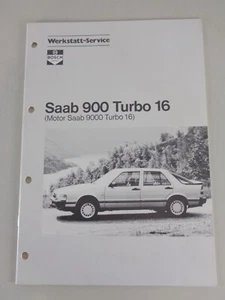 Werkstatt-Service
BOSCH
Saab 900 Turbo 16
(Motor Saab 9000 Turbo 16)